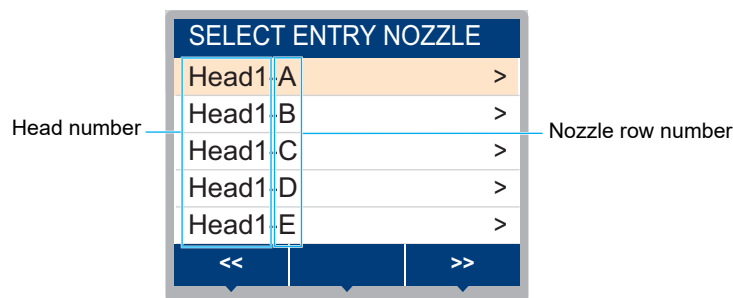 SELECT ENTRY NOZZLE
Head1-A >
Head1-B >
Head number
Nozzle row number
Head1-C >
Head1-D >
Head1-E >
<< >>